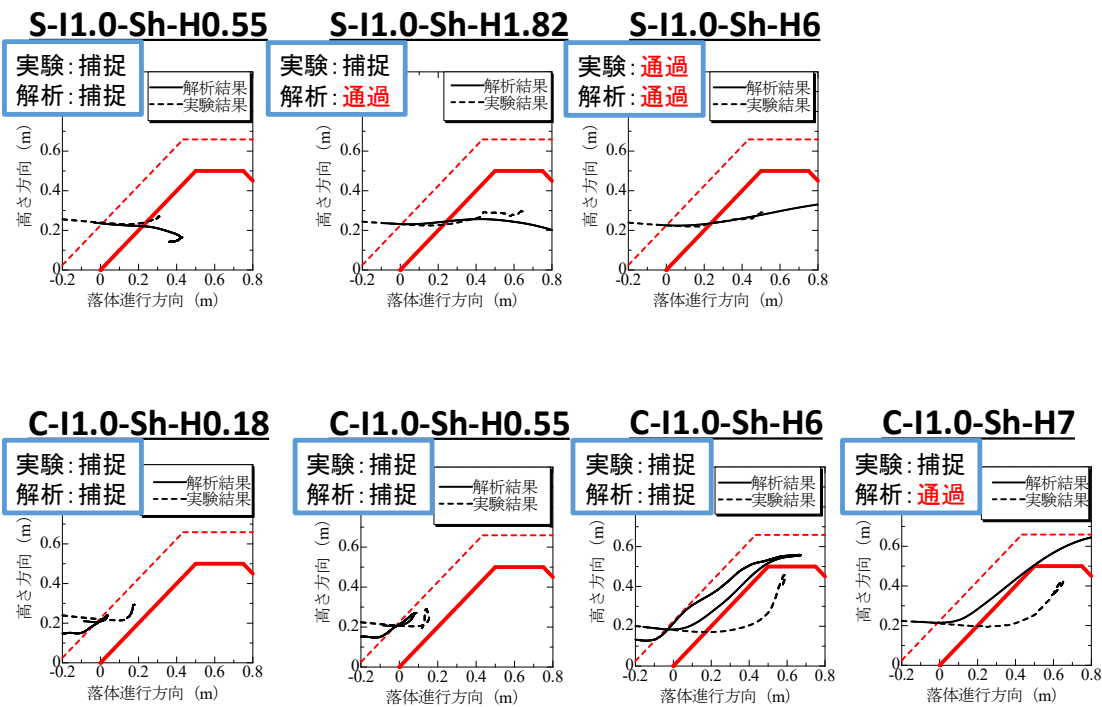 S-I1.0-Sh-H0.55
実験:捕捉
解析:捕捉
解析結果
実験結果
高さ方向 (m)
0.6
0.4
0.2
0
-0.2 0 0.2 0.4 0.6 0.8
落体進行方向 (m)
S-I1.0-Sh-H1.82
実験:捕捉
解析:通過
解析結果
実験結果
高さ方向 (m)
0.6
0.4
0.2
0
-0.2 0 0.2 0.4 0.6 0.8
落体進行方向 (m)
S-I1.0-Sh-H6
実験:通過
解析:通過
解析結果
実験結果
高さ方向 (m)
0.6
0.4
0.2
0
-0.2 0 0.2 0.4 0.6 0.8
落体進行方向 (m)
C-I1.0-Sh-H0.18
実験:捕捉
解析:捕捉
解析結果
実験結果
高さ方向 (m)
0.6
0.4
0.2
0
-0.2 0 0.2 0.4 0.6 0.8
落体進行方向 (m)
C-I1.0-Sh-H0.55
実験:捕捉
解析:捕捉
解析結果
実験結果
高さ方向 (m)
0.6
0.4
0.2
0
-0.2 0 0.2 0.4 0.6 0.8
落体進行方向 (m)
C-I1.0-Sh-H6
実験:捕捉
解析:捕捉
解析結果
実験結果
高さ方向 (m)
0.6
0.4
0.2
0
-0.2 0 0.2 0.4 0.6 0.8
落体進行方向 (m)
C-I1.0-Sh-H7
実験:捕捉
解析:通過
解析結果
実験結果
高さ方向 (m)
0.6
0.4
0.2
0
-0.2 0 0.2 0.4 0.6 0.8
落体進行方向 (m)